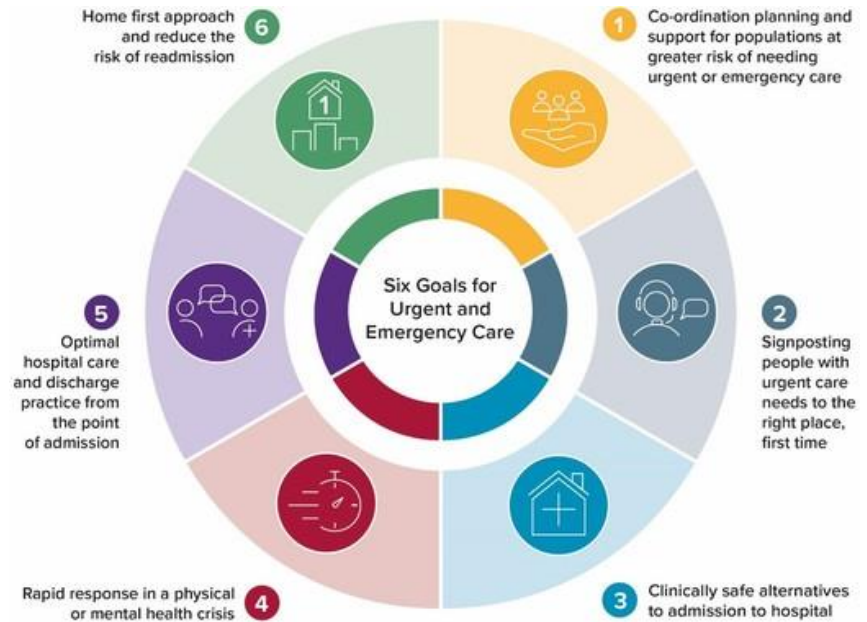 6
Home first approach
and reduce the
risk of readmission
1
Co-ordination planning and
support for populations at
greater risk of needing
urgent or emergency care
1
Six Goals for
Urgent and
Emergency Care
5
Optimal
hospital care
and discharge
practice from
the point
of admission
2
Signposting
people with
urgent care
needs to the
right place,
first time
Rapid response in a physical
or mental health crisis
4
3
Clinically safe alternatives
to admission to hospital